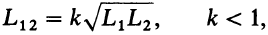 L₁₂ = k√L₁L₂, k < 1,